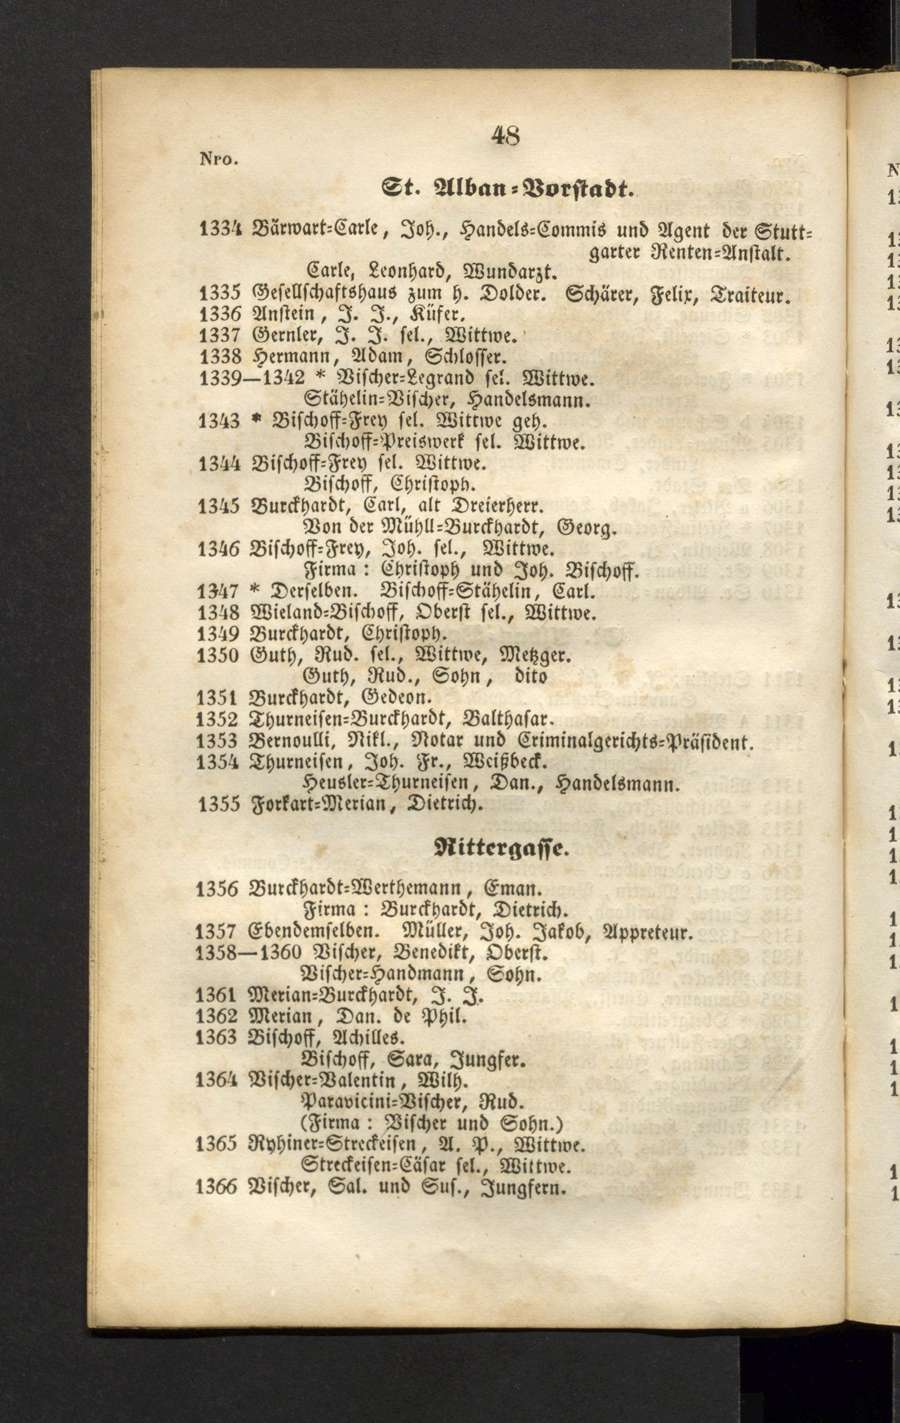 48
Nro.
St. Alban=Vorstadt.
1334 Bärwart=Carle, Joh., Handels=Commis und Agent der Stutt=
garter Renten=Anstalt.
Carle, Leonhard, Wundarzt.
1335 Gesellschaftshaus zum h. Dolder. Schärer, Felix, Traiteur.
1336 Anstein, J. J., Küfer.
1337 Gernler, J. J. sel., Wittwe.
1338 Hermann, Adam, Schlosser.
1339—1342 * Vischer=Legrand sel. Wittwe.
Stähelin=Vischer, Handelsmann.
1343 * Bischoff=Frey sel. Wittwe geh.
Bischoff=Preiswerk sel. Wittwe.
1344 Bischoff=Frey sel. Wittwe.
Bischoff, Christoph.
1345 Burckhardt, Carl, alt Dreierherr.
Von der Mühll=Burckhardt, Georg.
1346 Bischoff=Frey, Joh. sel., Wittwe.
Firma : Christoph und Joh. Bischoff.
1347 * Derselben. Bischoff=Stähelin, Carl.
1348 Wieland=Bischoff, Oberst sel., Wittwe.
1349 Burckhardt, Christoph.
1350 Guth, Rud. sel., Wittwe, Metzger.
Guth, Rud., Sohn, dito
1351 Burckhardt, Gedeon.
1352 Thurneisen=Burckhardt, Balthasar.
1353 Bernoulli, Nikl., Notar und Criminalgerichts=Präsident.
1354 Thurneisen, Joh. Fr., Weißbeck.
Heusler=Thurneisen, Dan., Handelsmann.
1355 Forkart=Merian, Dietrich.
Rittergasse.
1356 Burckhardt=Werthemann, Eman.
Firma : Burckhardt, Dietrich.
1357 Ebendemselben. Müller, Joh. Jakob, Appreteur.
1358—1360 Vischer, Benedikt, Oberst.
Vischer=Handmann, Sohn.
1361 Merian=Burckhardt, J. J.
1362 Merian, Dan. de Phil.
1363 Bischoff, Achilles.
Bischoff, Sara, Jungfer.
1364 Vischer=Valentin, Wilh.
Paravicini=Vischer, Rud.
(Firma : Vischer und Sohn.)
1365 Ryhiner=Streckeisen, A. P., Wittwe.
Streckeisen=Cäsar sel., Wittwe.
1366 Vischer, Sal. und Sus., Jungfern.